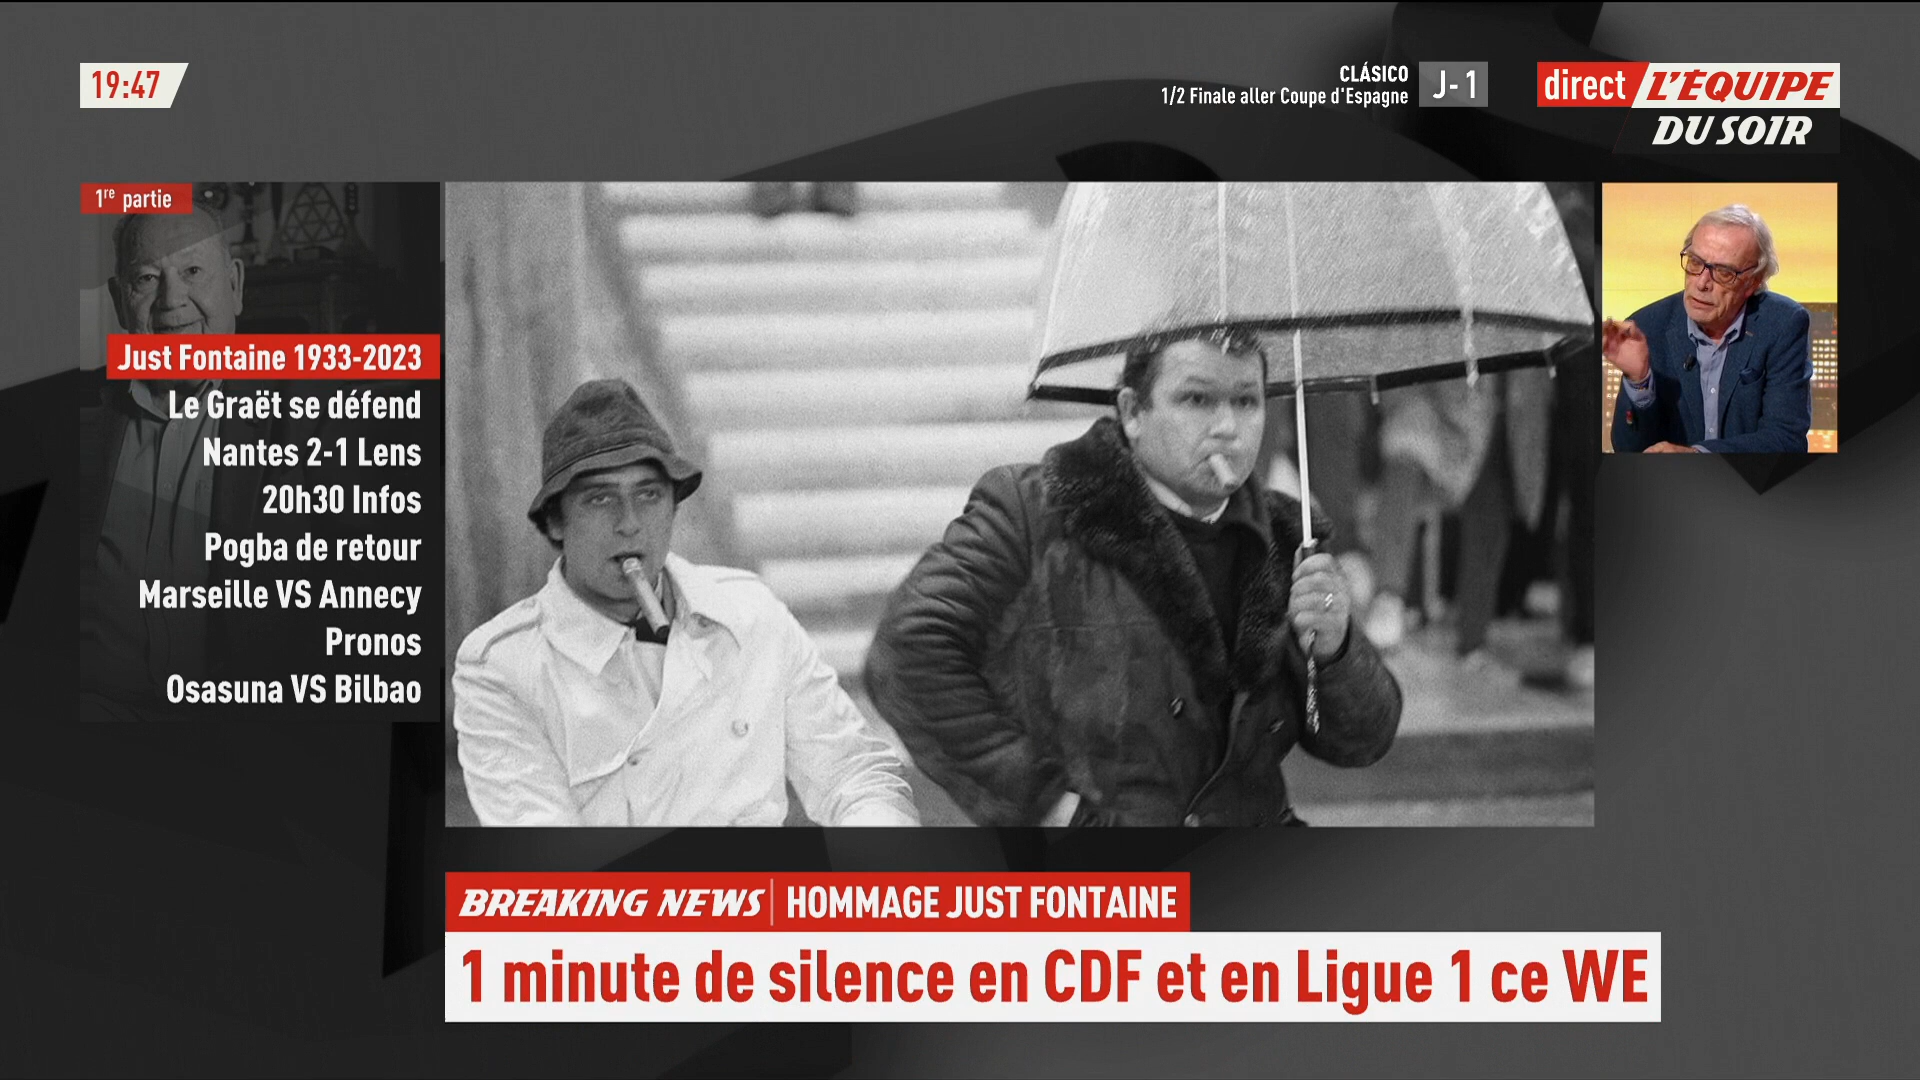 19:47
CLÁSICO
1/2 Finale aller Coupe d'Espagne
J-1
direct L'ÉQUIPE
DU SOIR
1re partie
Just Fontaine 1933-2023
Le Graët se défend
Nantes 2-1 Lens
20h30 Infos
Pogba de retour
Marseille VS Annecy
Pronos
Osasuna VS Bilbao
BREAKING NEWS HOMMAGE JUST FONTAINE
1 minute de silence en CDF et en Ligue 1 ce WE